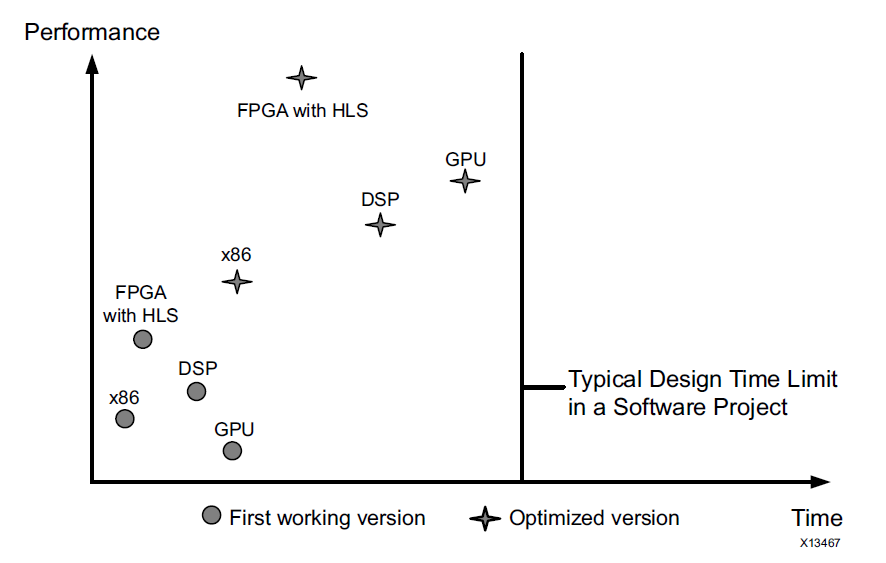 Performance
FPGA with HLS
GPU
DSP
x86
FPGA
with HLS
DSP
x86
GPU
Typical Design Time Limit
in a Software Project
First working version
Optimized version
Time
X13467